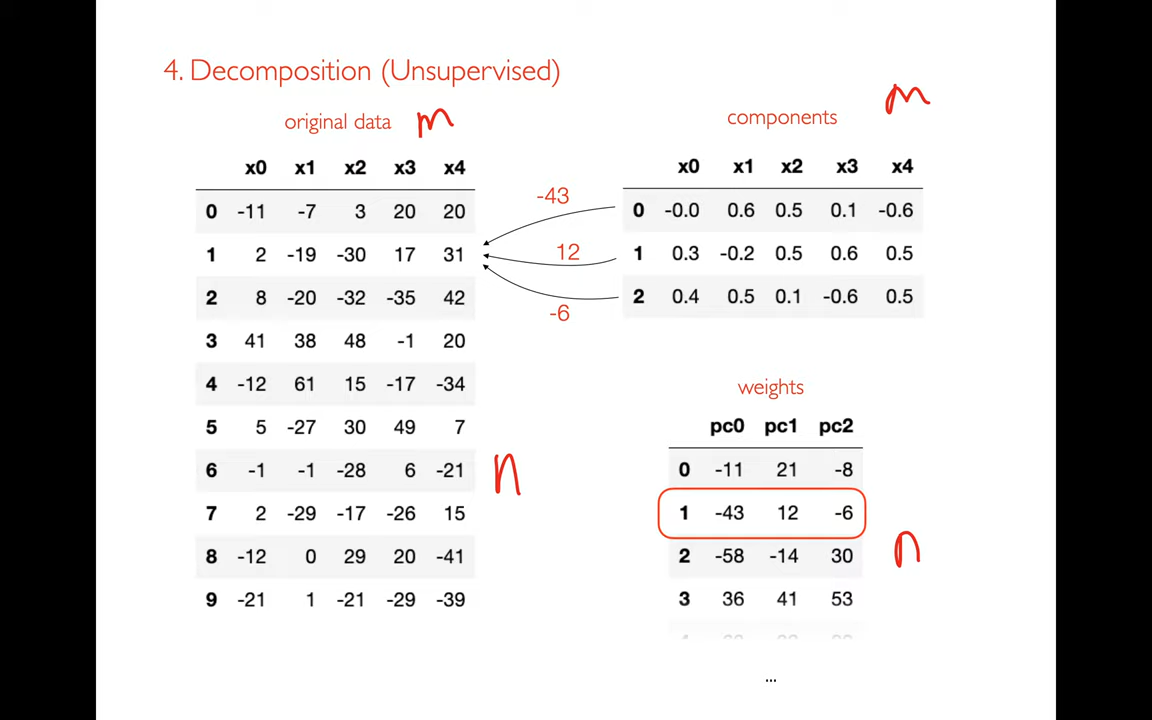 4. Decomposition (Unsupervised)
original data m
x0 x1 x2 x3 x4
0 -11 -7 3 20 20
1 2 -19 -30 17 31
2 8 -20 -32 -35 42
3 41 38 48 -1 20
4 -12 61 15 -17 -34
5 5 -27 30 49 7
6 -1 -1 -28 6 -21
7 2 -29 -17 -26 15
8 -12 0 29 20 -41
9 -21 1 -21 -29 -39
n
-43
12
-6
m
components
x0 x1 x2 x3 x4
0 -0.0 0.6 0.5 0.1 -0.6
1 0.3 -0.2 0.5 0.6 0.5
2 0.4 0.5 0.1 -0.6 0.5
weights
pc0 pc1 pc2
0 -11 21 -8
1 -43 12 -6
2 -58 -14 30
3 36 41 53
n
...